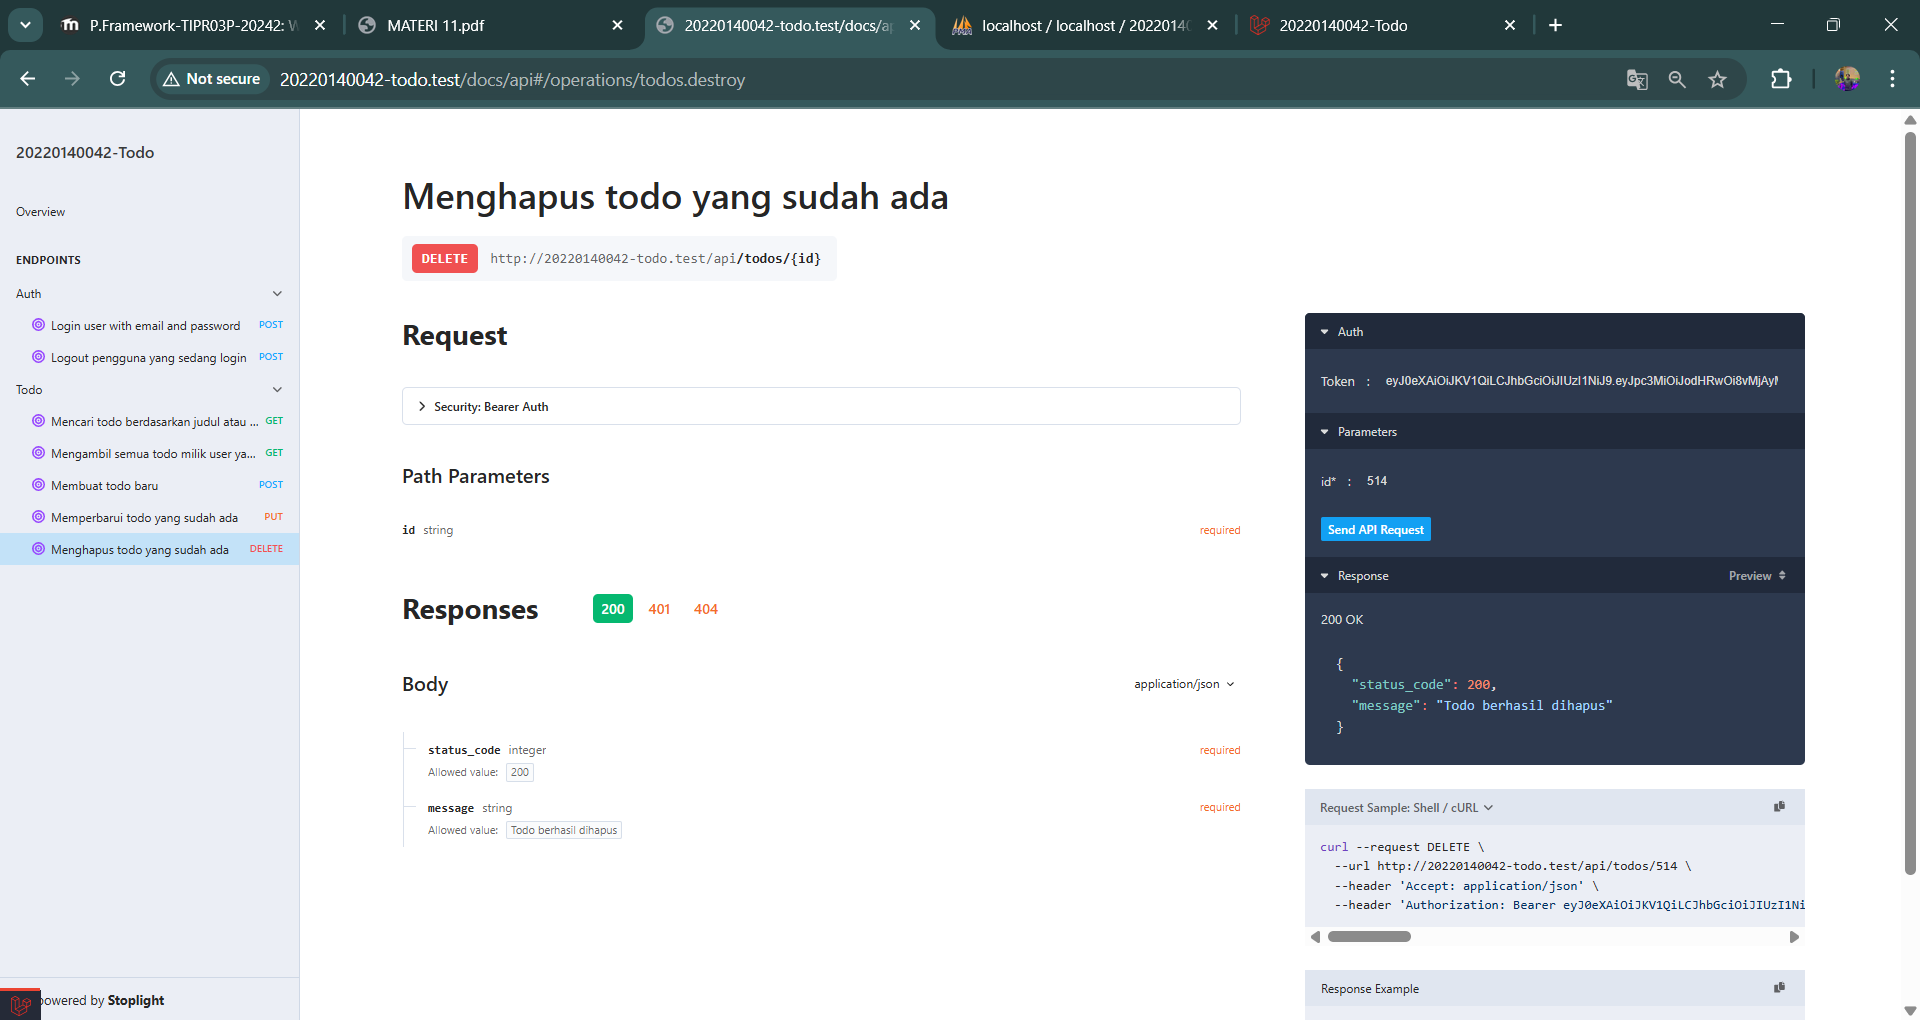 P.Framework-TIPR03P-20242: W
MATERI 11.pdf
20220140042-todo.test/docs/ap
localhost / localhost / 20220140
20220140042-Todo
Not secure
20220140042-todo.test/docs/api#/operations/todos.destroy
20220140042-Todo
Overview
ENDPOINTS
Auth
Login user with email and password POST
Logout pengguna yang sedang login POST
Todo
Mencari todo berdasarkan judul atau ... GET
Mengambil semua todo milik user ya... GET
Membuat todo baru POST
Memperbarui todo yang sudah ada PUT
Menghapus todo yang sudah ada DELETE
powered by Stoplight
Menghapus todo yang sudah ada
DELETE http://20220140042-todo.test/api/todos/{id}
Request
Security: Bearer Auth
Path Parameters
id string required
Responses 200 401 404
Body application/json
status_code integer required
Allowed value: 200
message string required
Allowed value: Todo berhasil dihapus
Auth
Token : eyJ0eXAiOiJKV1QiLCJhbGciOiJIUzI1NiJ9.eyJpc3MiOiJodHRwOi8vMjAyM
Parameters
id* : 514
Send API Request
Response Preview
200 OK
{
"status_code": 200,
"message": "Todo berhasil dihapus"
}
Request Sample: Shell / cURL
curl --request DELETE \
--url http://20220140042-todo.test/api/todos/514 \
--header 'Accept: application/json' \
--header 'Authorization: Bearer eyJ0eXAiOiJKV1QiLCJhbGciOiJIUzI1Ni
Response Example